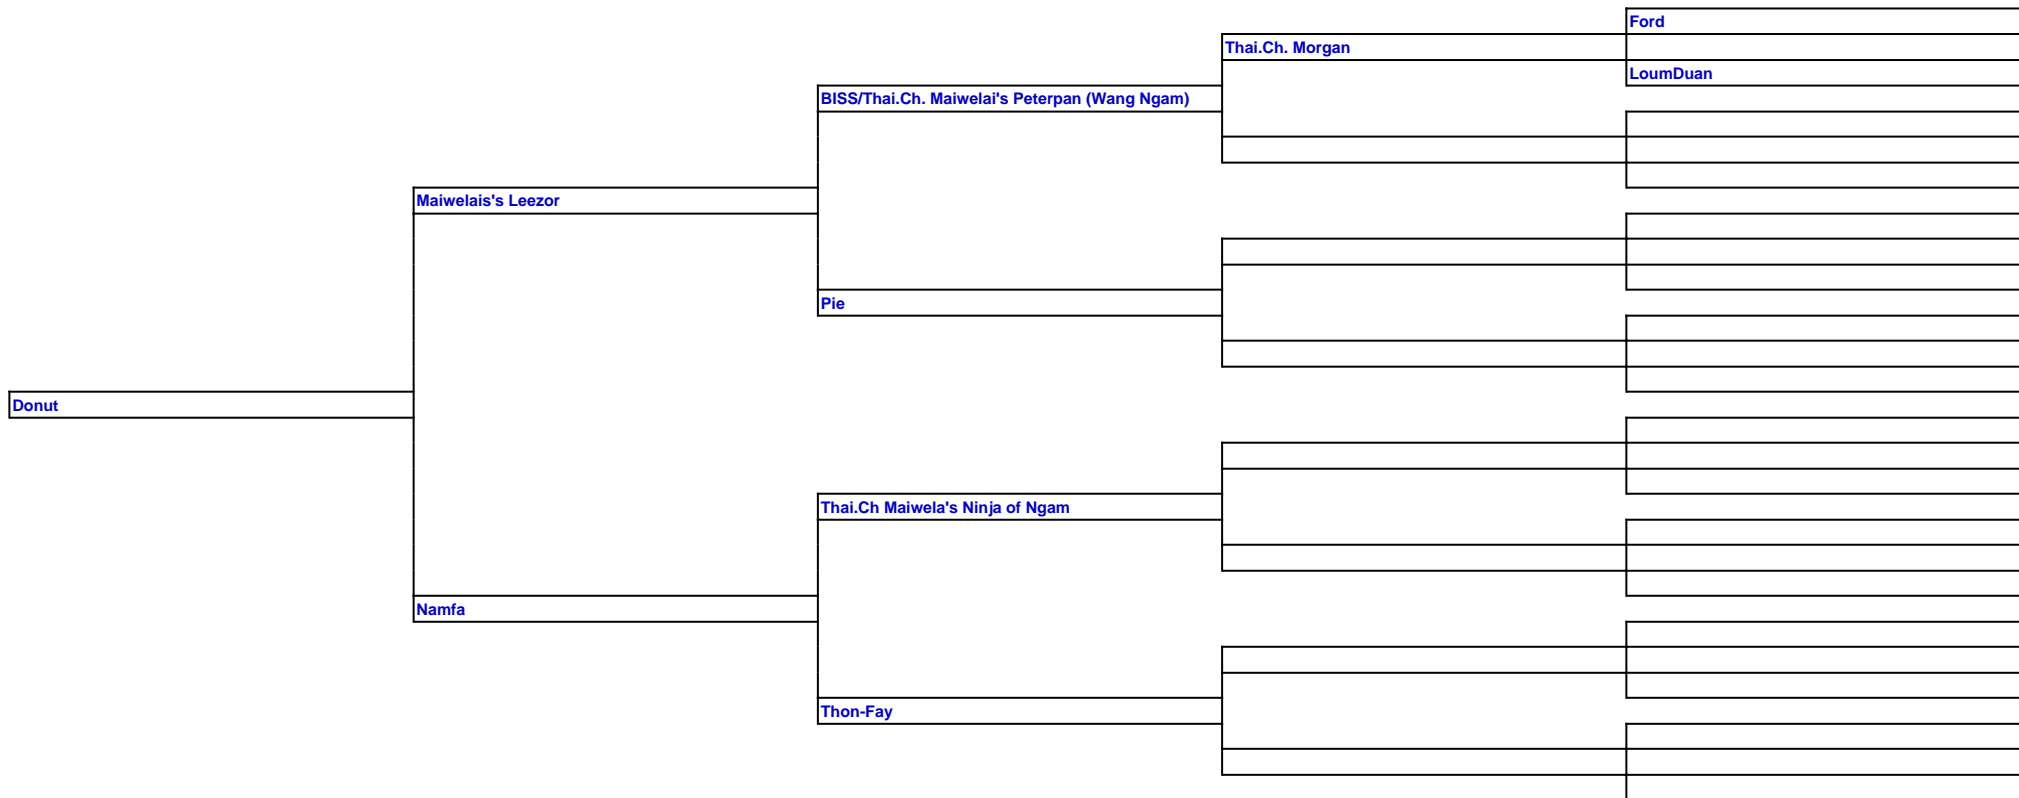 Ford
Thai.Ch. Morgan
LoumDuan
BISS/Thai.Ch. Maiwelai's Peterpan (Wang Ngam)
Maiwelais's Leezor
Pie
Donut
Thai.Ch Maiwela's Ninja of Ngam
Namfa
Thon-Fay